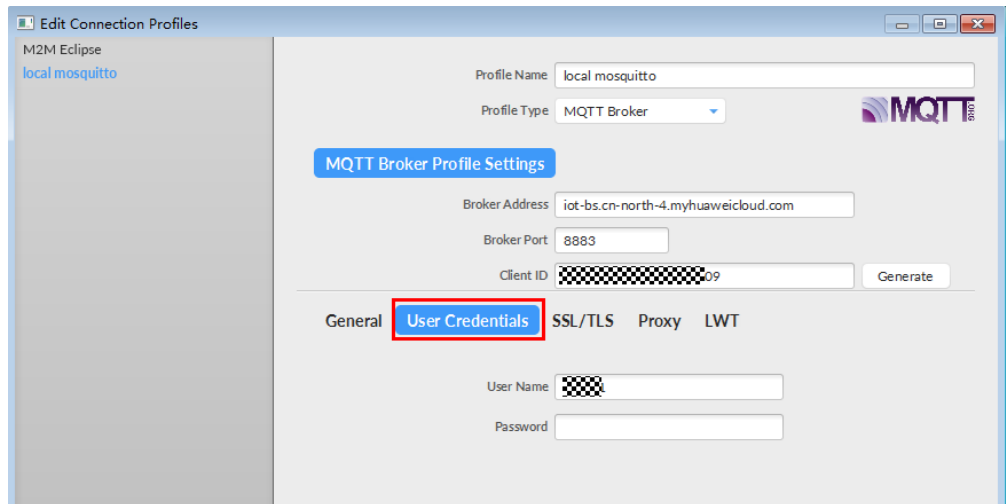 Edit Connection Profiles
M2M Eclipse
local mosquitto
Profile Name local mosquitto
Profile Type MQTT Broker
MQTT.ORG
MQTT Broker Profile Settings
Broker Address iot-bs.cn-north-4.myhuaweicloud.com
Broker Port 8883
Client ID 09 Generate
General User Credentials SSL/TLS Proxy LWT
User Name
Password